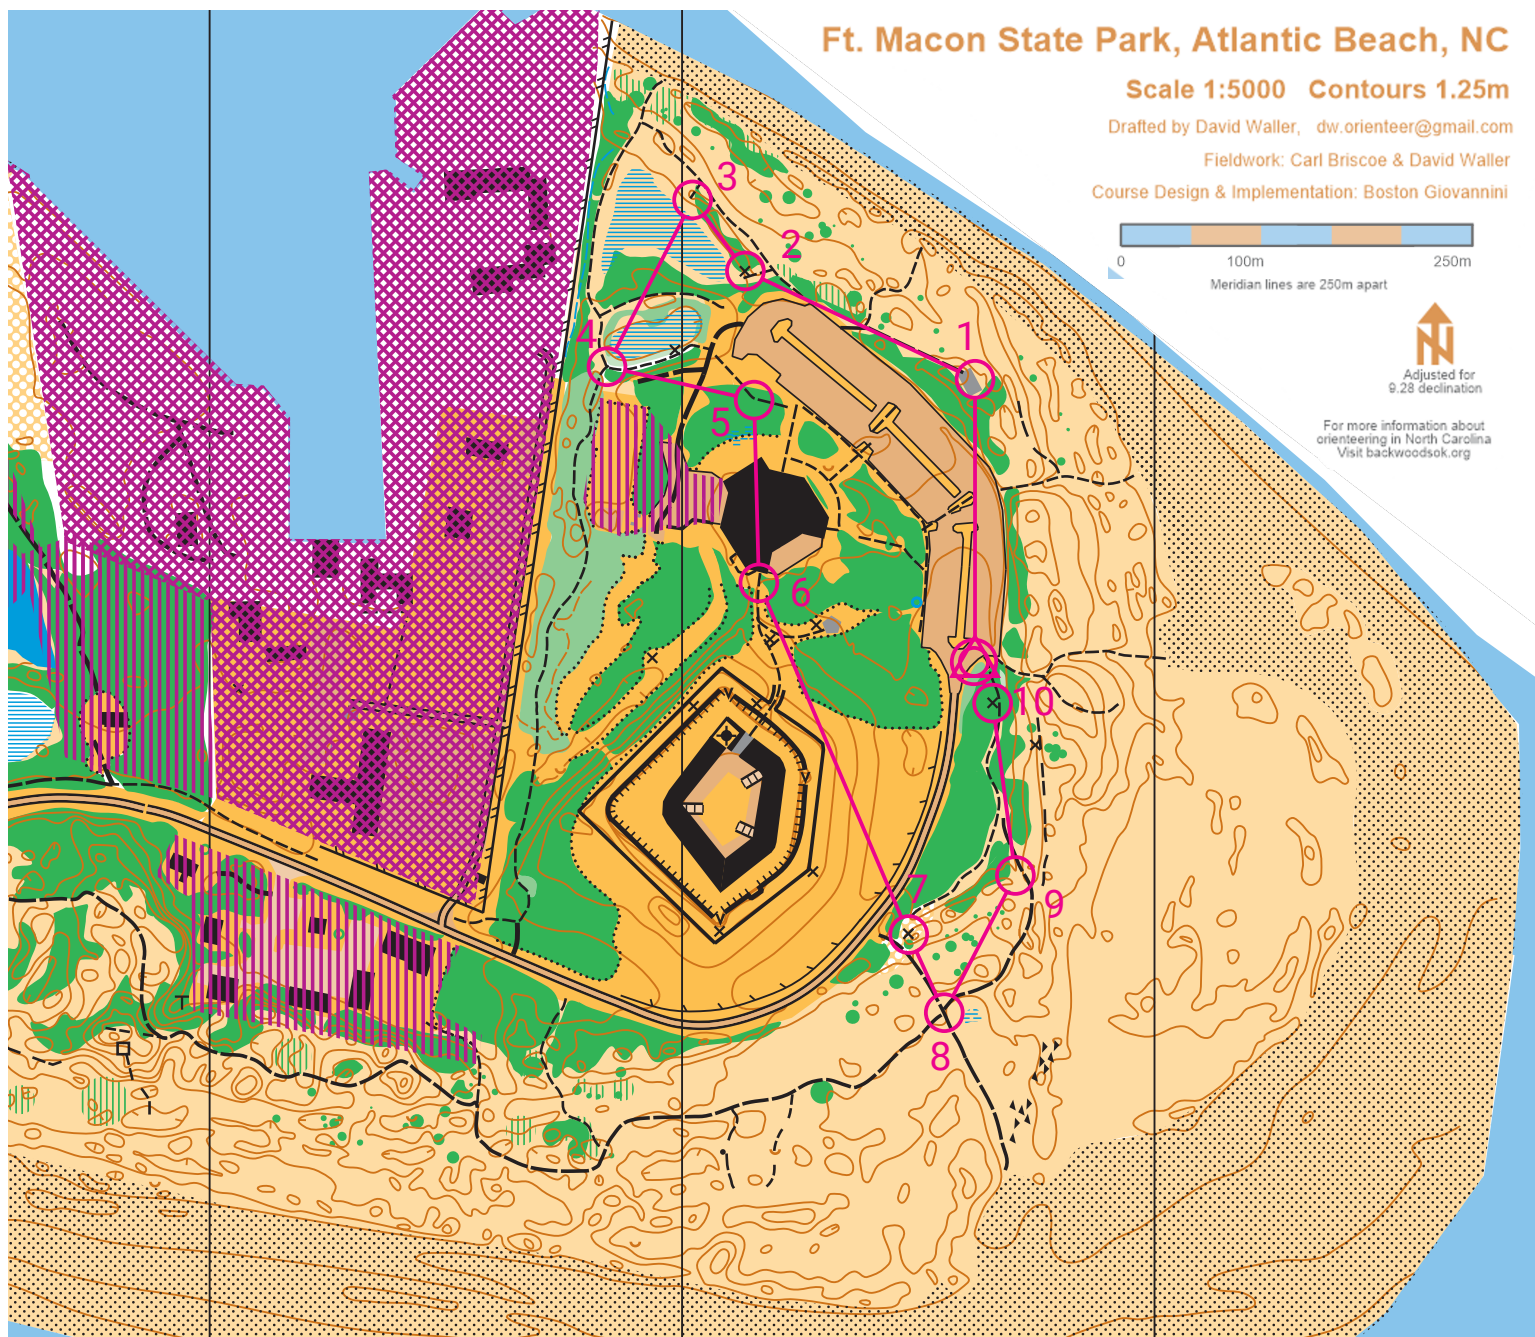 Ft. Macon State Park, Atlantic Beach, NC
Scale 1:5000 Contours 1.25m
Drafted by David Waller, dw.orienteer@gmail.com
Fieldwork: Carl Briscoe & David Waller
Course Design & Implementation: Boston Giovannini
0 100m 250m
Meridian lines are 250m apart
N
Adjusted for
9.28 declination
For more information about
orienteering in North Carolina
Visit backwoodsok.org
3
2
1
4
5
6
10
7
9
8